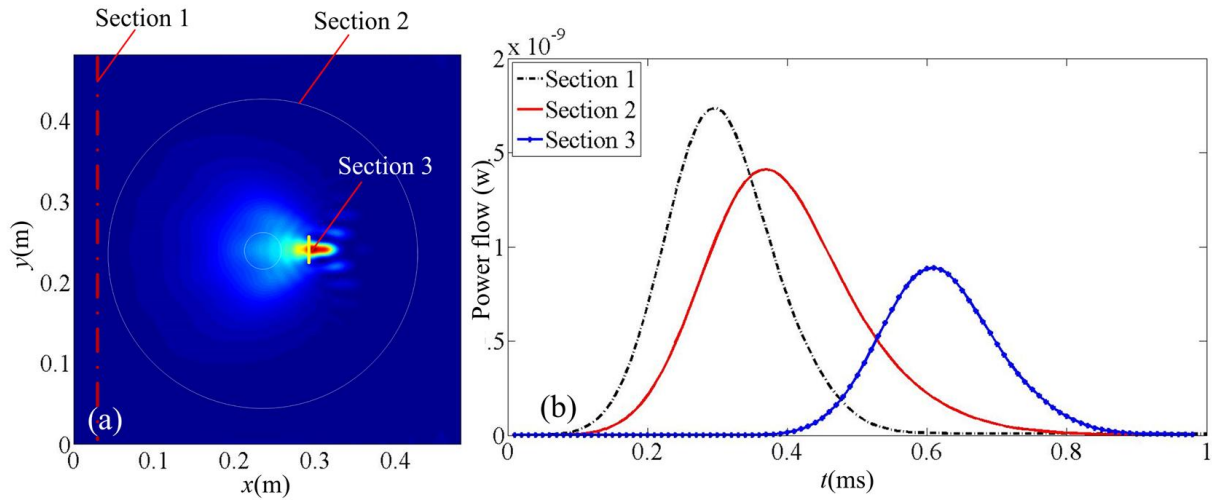 Section 1
Section 2
Section 3
(a)
y(m)
0.4
0.3
0.2
0.1
0
0
0.1
0.2
0.3
0.4
x(m)
x 10⁻⁹
2
Section 1
Section 2
Section 3
.5
1
.5
0
Power flow (w)
(b)
0
0.2
0.4
0.6
0.8
1
t(ms)